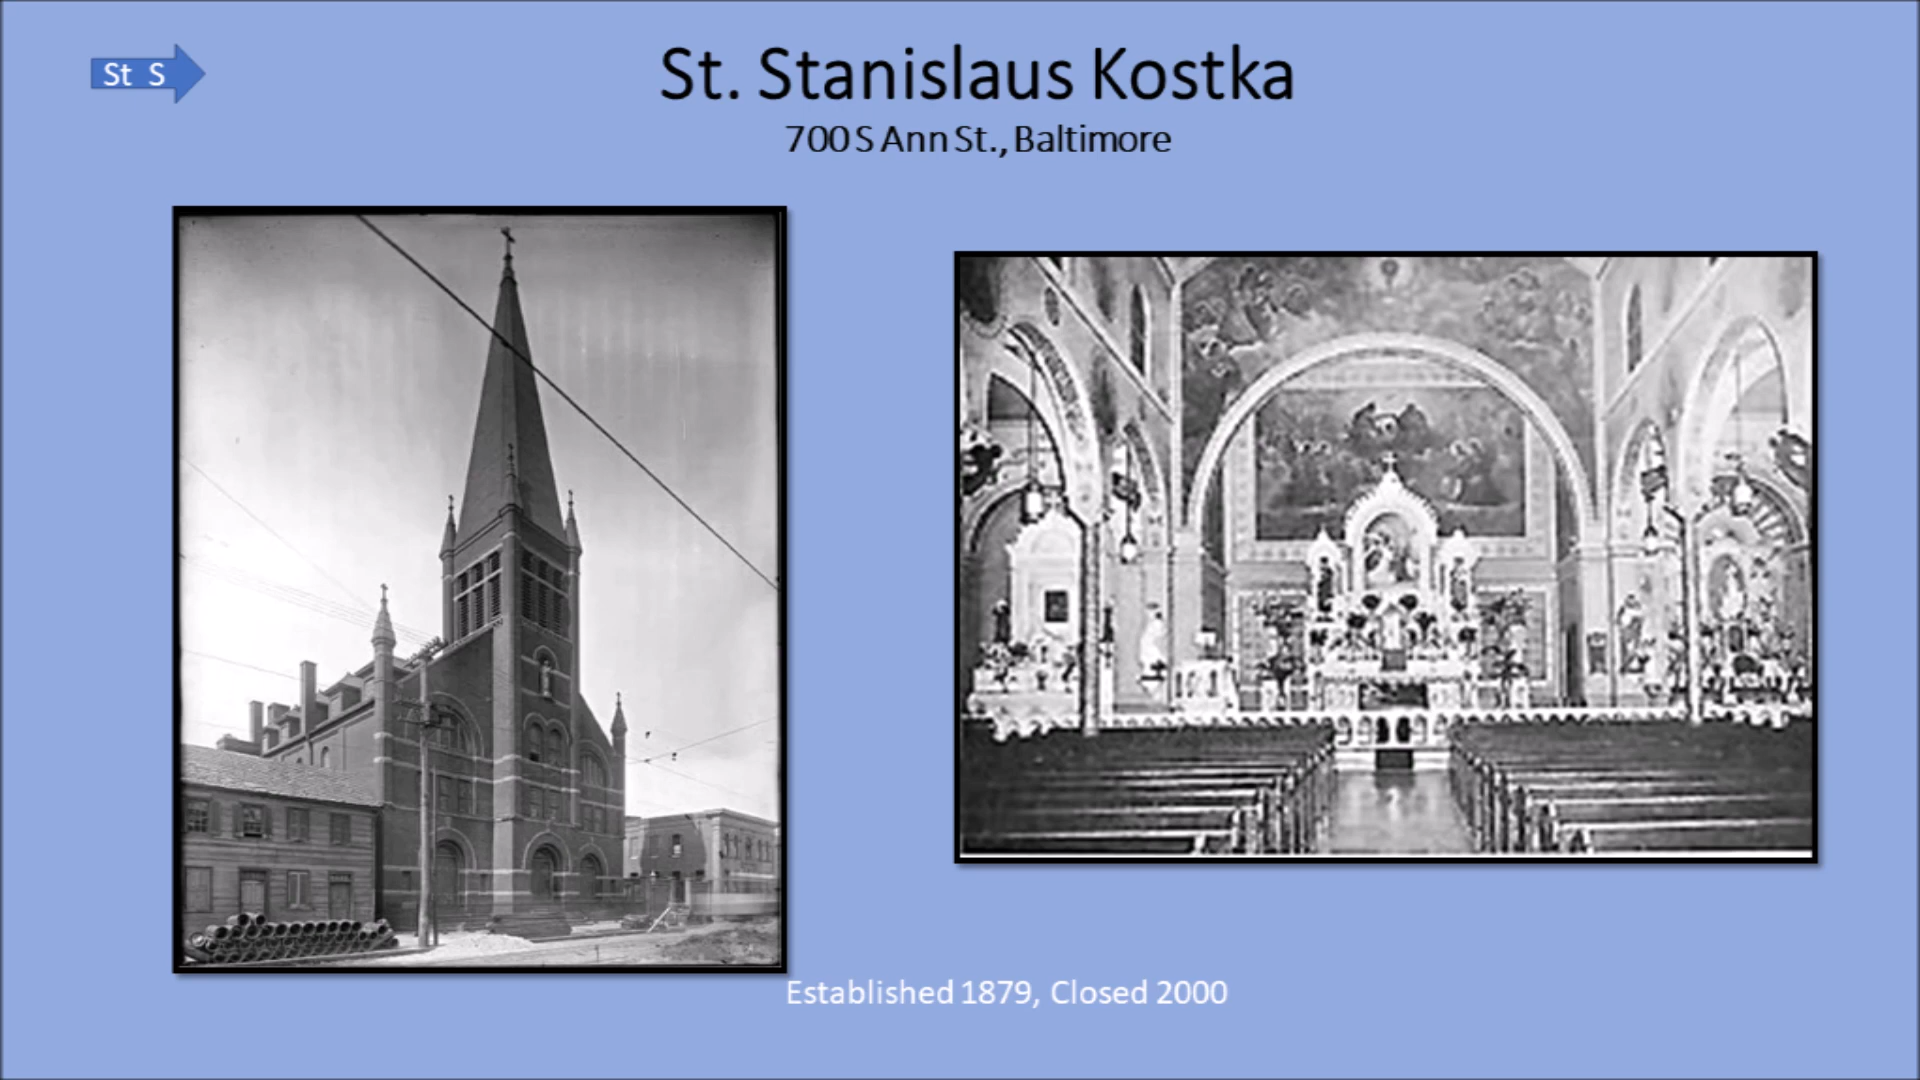 St S
St. Stanislaus Kostka
700 S Ann St., Baltimore
Established 1879, Closed 2000